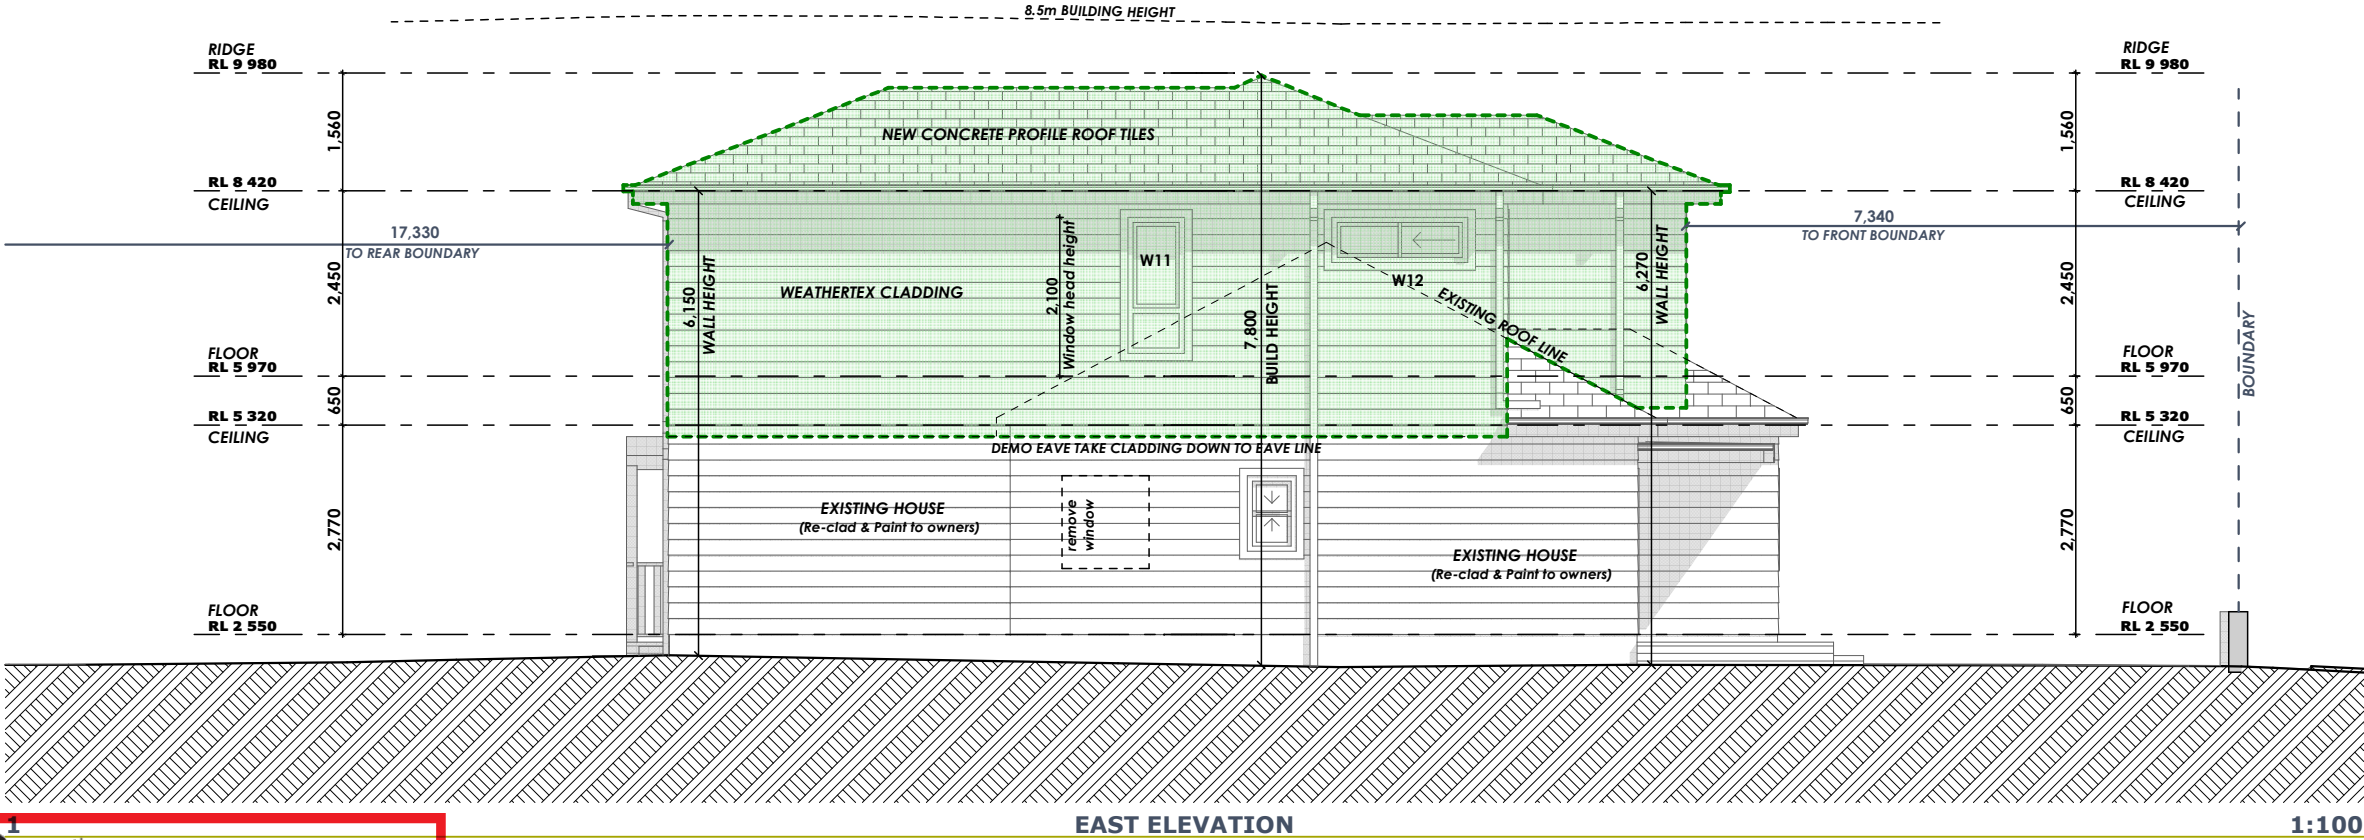 8.5m BUILDING HEIGHT
RIDGE
RL 9 980
RIDGE
RL 9 980
1,560
NEW CONCRETE PROFILE ROOF TILES
1,560
RL 8 420
CEILING
RL 8 420
CEILING
17,330
TO REAR BOUNDARY
7,340
TO FRONT BOUNDARY
2,450
6,150
WALL HEIGHT
WEATHERTEX CLADDING
2,100
Window head height
W11
7,800
BUILD HEIGHT
W12
EXISTING ROOF LINE
6,270
WALL HEIGHT
2,450
BOUNDARY
FLOOR
RL 5 970
FLOOR
RL 5 970
650
650
RL 5 320
CEILING
RL 5 320
CEILING
DEMO EAVE TAKE CLADDING DOWN TO EAVE LINE
2,770
EXISTING HOUSE
(Re-clad & Paint to owners)
remove
window
EXISTING HOUSE
(Re-clad & Paint to owners)
2,770
FLOOR
RL 2 550
FLOOR
RL 2 550
1
EAST ELEVATION
1:100